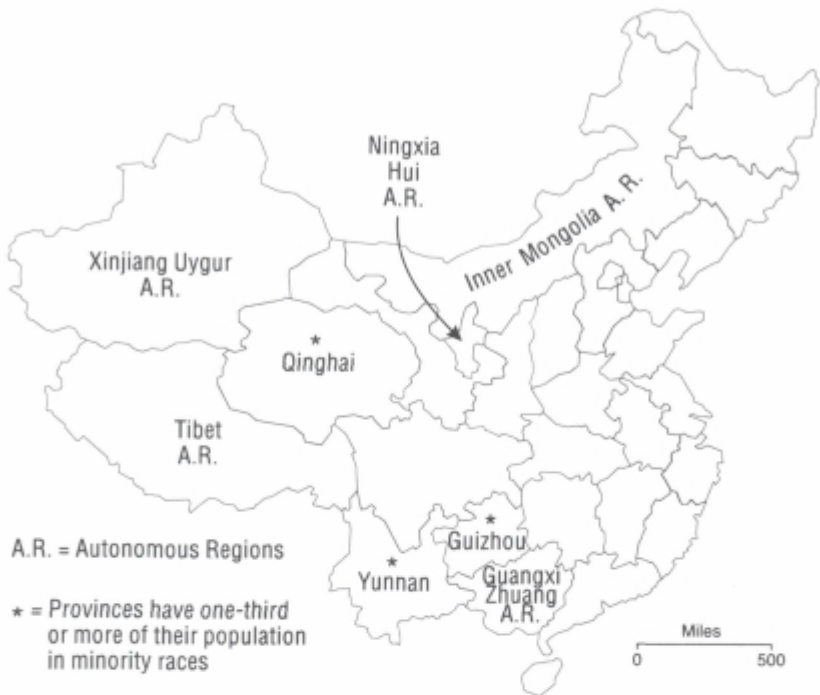 Ningxia
Hui
A.R.
Inner Mongolia A.R.
Xinjiang Uygur
A.R.
*
Qinghai
Tibet
A.R.
*
Guizhou
*
Yunnan
Guangxi
Zhuang
A.R.
A.R. = Autonomous Regions
* = Provinces have one-third
or more of their population
in minority races
Miles
0 500